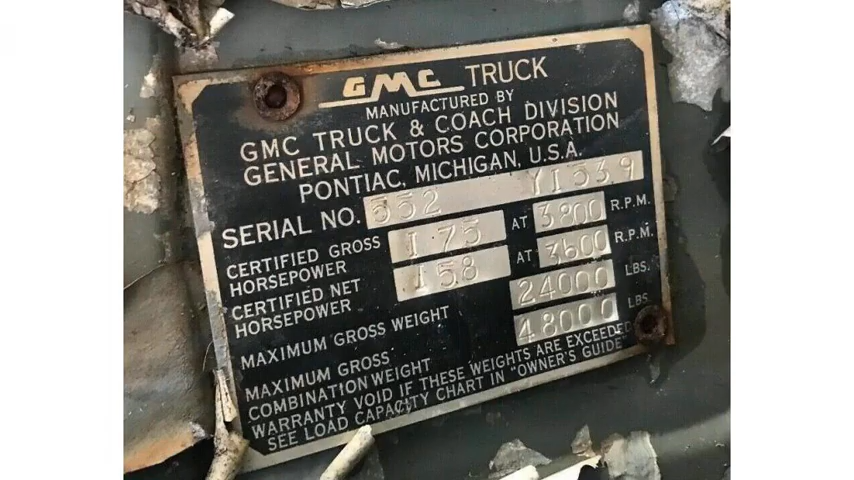 GMC TRUCK
MANUFACTURED BY
GMC TRUCK & COACH DIVISION
GENERAL MOTORS CORPORATION
PONTIAC, MICHIGAN, U.S.A.
SERIAL NO. 552 Y1539
CERTIFIED GROSS HORSEPOWER 175 AT 3800 R.P.M.
CERTIFIED NET HORSEPOWER 158 AT 3600 R.P.M.
MAXIMUM GROSS WEIGHT 24000 LBS.
MAXIMUM GROSS COMBINATION WEIGHT 48000 LBS.
WARRANTY VOID IF THESE WEIGHTS ARE EXCEEDED
SEE LOAD CAPACITY CHART IN "OWNER'S GUIDE"